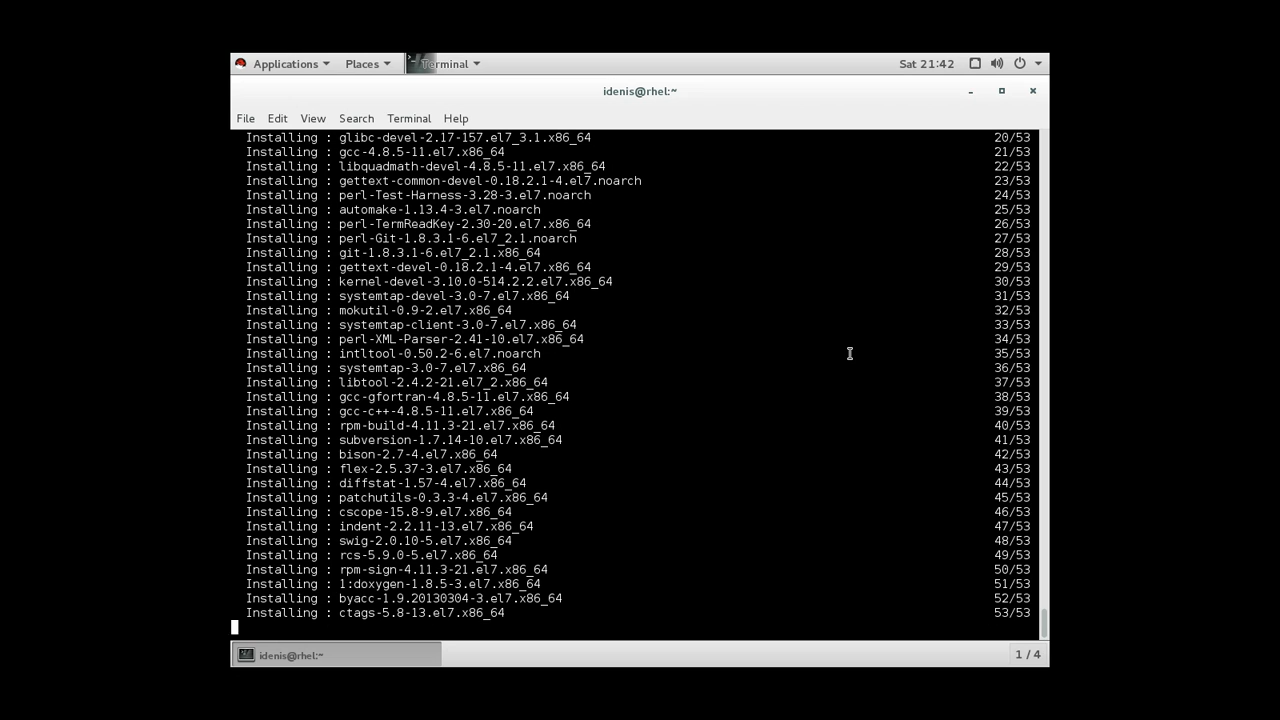 Applications Places Terminal Sat 21:42
idenis@rhel:~
File Edit View Search Terminal Help
Installing : glibc-devel-2.17-157.el7_3.1.x86_64 20/53
Installing : gcc-4.8.5-11.el7.x86_64 21/53
Installing : libquadmath-devel-4.8.5-11.el7.x86_64 22/53
Installing : gettext-common-devel-0.18.2.1-4.el7.noarch 23/53
Installing : perl-Test-Harness-3.28-3.el7.noarch 24/53
Installing : automake-1.13.4-3.el7.noarch 25/53
Installing : perl-TermReadKey-2.30-20.el7.x86_64 26/53
Installing : perl-Git-1.8.3.1-6.el7_2.1.noarch 27/53
Installing : git-1.8.3.1-6.el7_2.1.x86_64 28/53
Installing : gettext-devel-0.18.2.1-4.el7.x86_64 29/53
Installing : kernel-devel-3.10.0-514.2.2.el7.x86_64 30/53
Installing : systemtap-devel-3.0-7.el7.x86_64 31/53
Installing : mokutil-0.9-2.el7.x86_64 32/53
Installing : systemtap-client-3.0-7.el7.x86_64 33/53
Installing : perl-XML-Parser-2.41-10.el7.x86_64 34/53
Installing : intltool-0.50.2-6.el7.noarch 35/53
Installing : systemtap-3.0-7.el7.x86_64 36/53
Installing : libtool-2.4.2-21.el7_2.x86_64 37/53
Installing : gcc-gfortran-4.8.5-11.el7.x86_64 38/53
Installing : gcc-c++-4.8.5-11.el7.x86_64 39/53
Installing : rpm-build-4.11.3-21.el7.x86_64 40/53
Installing : subversion-1.7.14-10.el7.x86_64 41/53
Installing : bison-2.7-4.el7.x86_64 42/53
Installing : flex-2.5.37-3.el7.x86_64 43/53
Installing : diffstat-1.57-4.el7.x86_64 44/53
Installing : patchutils-0.3.3-4.el7.x86_64 45/53
Installing : cscope-15.8-9.el7.x86_64 46/53
Installing : indent-2.2.11-13.el7.x86_64 47/53
Installing : swig-2.0.10-5.el7.x86_64 48/53
Installing : rcs-5.9.0-5.el7.x86_64 49/53
Installing : rpm-sign-4.11.3-21.el7.x86_64 50/53
Installing : 1:doxygen-1.8.5-3.el7.x86_64 51/53
Installing : byacc-1.9.20130304-3.el7.x86_64 52/53
Installing : ctags-5.8-13.el7.x86_64 53/53
idenis@rhel:~ 1 / 4